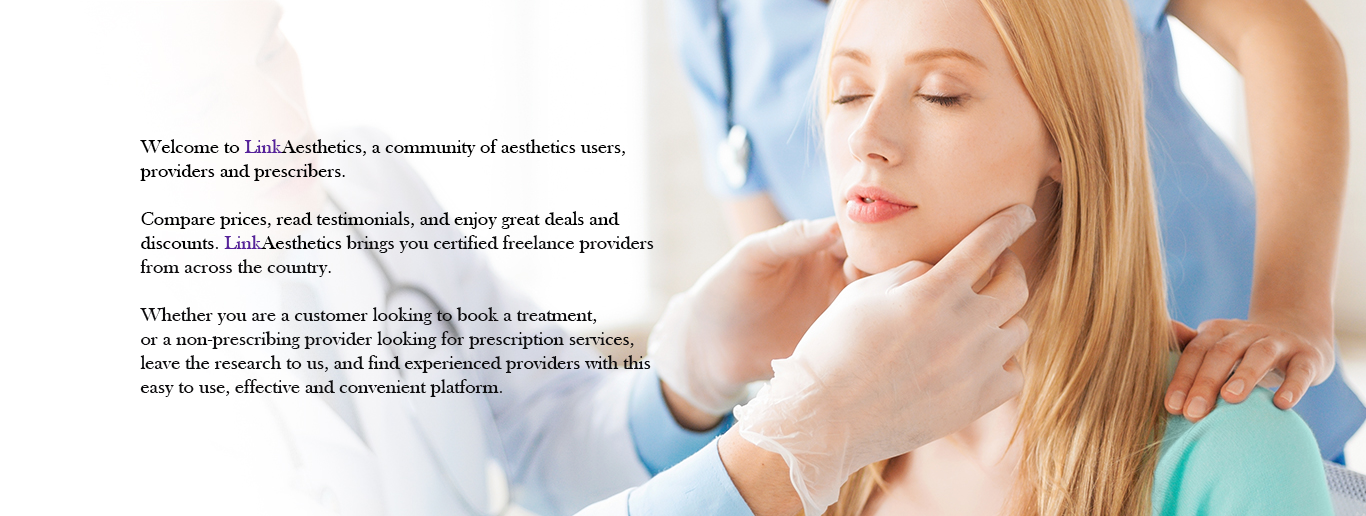 Welcome to LinkAesthetics, a community of aesthetics users,
providers and prescribers.
Compare prices, read testimonials, and enjoy great deals and
discounts. LinkAesthetics brings you certified freelance providers
from across the country.
Whether you are a customer looking to book a treatment,
or a non-prescribing provider looking for prescription services,
leave the research to us, and find experienced providers with this
easy to use, effective and convenient platform.